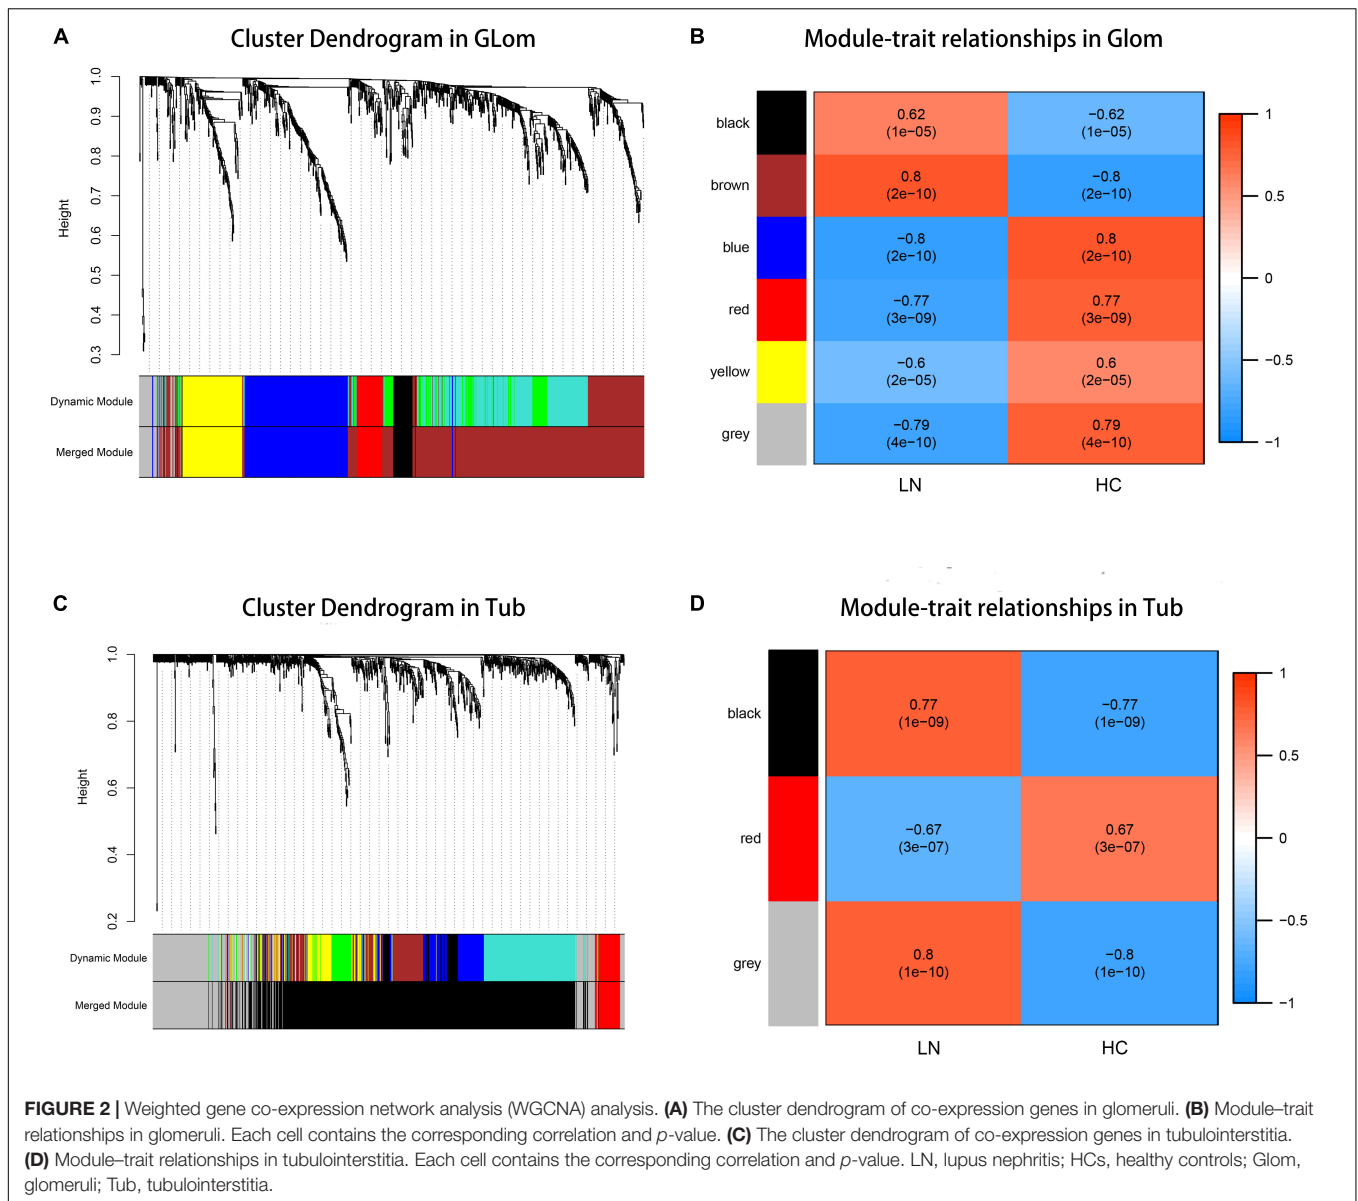 A
Cluster Dendrogram in GLom
Height
1.0
0.9
0.8
0.7
0.6
0.5
0.4
0.3
Dynamic Module
Merged Module
B
Module-trait relationships in Glom
black
0.62
(1e−05)
−0.62
(1e−05)
brown
0.8
(2e−10)
−0.8
(2e−10)
blue
−0.8
(2e−10)
0.8
(2e−10)
red
−0.77
(3e−09)
0.77
(3e−09)
yellow
−0.6
(2e−05)
0.6
(2e−05)
grey
−0.79
(4e−10)
0.79
(4e−10)
LN
HC
1
0.5
0
−0.5
−1
C
Cluster Dendrogram in Tub
Height
1.0
0.8
0.6
0.4
0.2
Dynamic Module
Merged Module
D
Module-trait relationships in Tub
black
0.77
(1e−09)
−0.77
(1e−09)
red
−0.67
(3e−07)
0.67
(3e−07)
grey
0.8
(1e−10)
−0.8
(1e−10)
LN
HC
1
0.5
0
−0.5
−1
FIGURE 2 | Weighted gene co-expression network analysis (WGCNA) analysis. (A) The cluster dendrogram of co-expression genes in glomeruli. (B) Module–trait
relationships in glomeruli. Each cell contains the corresponding correlation and p-value. (C) The cluster dendrogram of co-expression genes in tubulointerstitia.
(D) Module–trait relationships in tubulointerstitia. Each cell contains the corresponding correlation and p-value. LN, lupus nephritis; HCs, healthy controls; Glom,
glomeruli; Tub, tubulointerstitia.